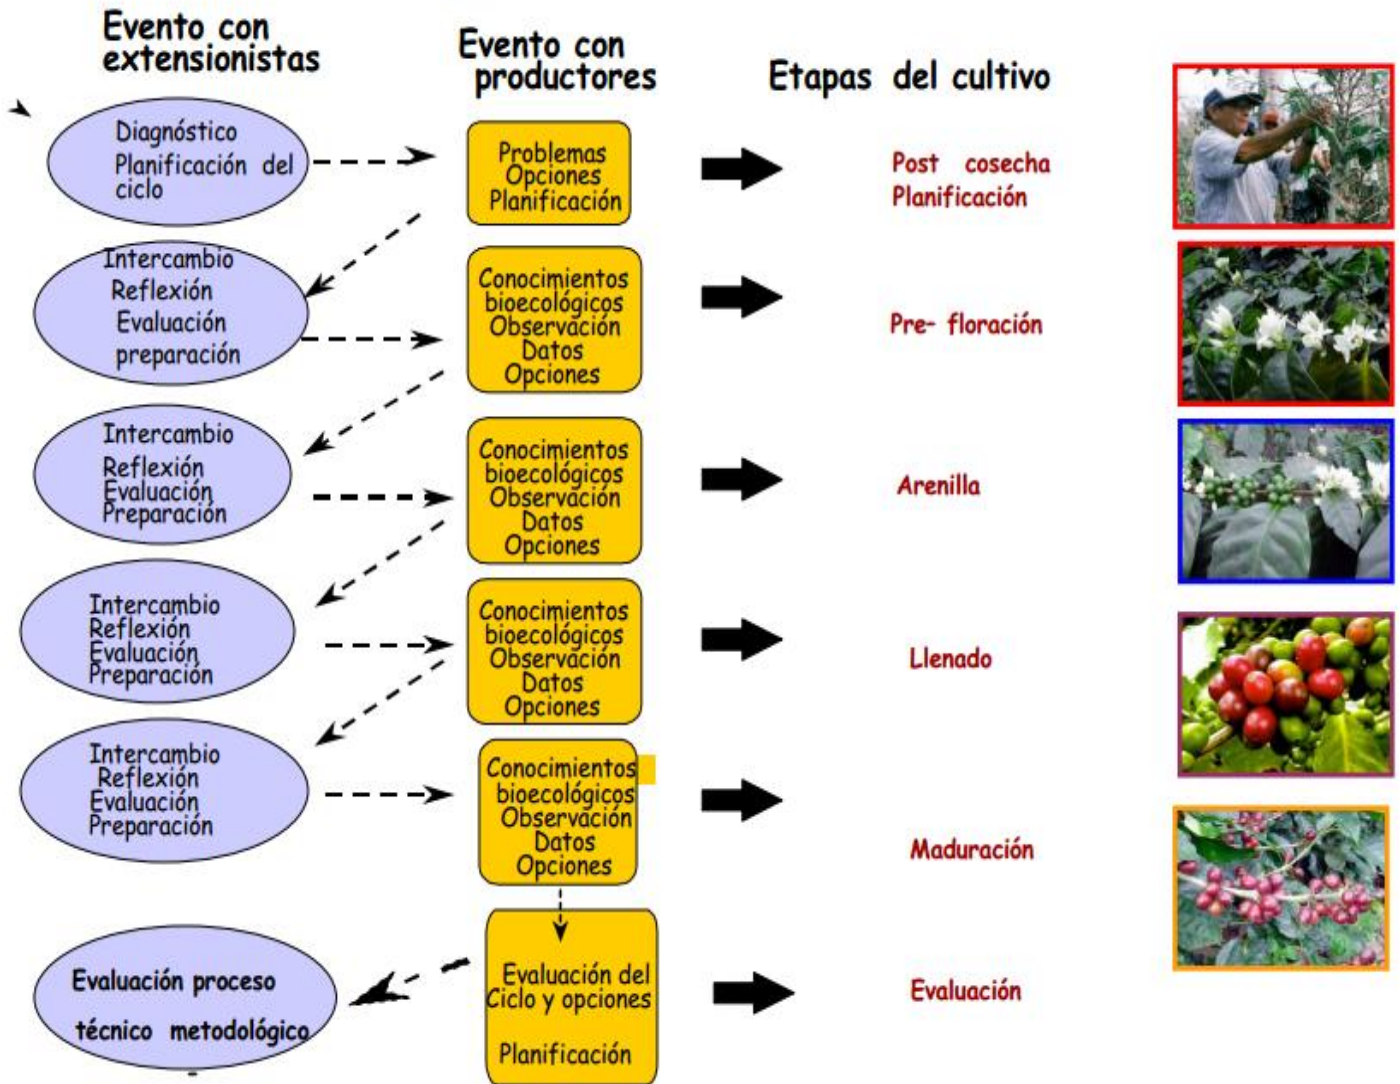 Evento con
extensionistas
Evento con
productores
Etapas del cultivo
Diagnóstico
Planificación del
ciclo
Problemas
Opciones
Planificación
Post cosecha
Planificación
Intercambio
Reflexión
Evaluación
preparación
Conocimientos
bioecológicos
Observación
Datos
Opciones
Pre- floración
Intercambio
Reflexión
Evaluación
Preparación
Conocimientos
bioecológicos
Observación
Datos
Opciones
Arenilla
Intercambio
Reflexión
Evaluación
Preparación
Conocimientos
bioecológicos
Observación
Datos
Opciones
Llenado
Intercambio
Reflexión
Evaluación
Preparación
Conocimientos
bioecológicos
Observación
Datos
Opciones
Maduración
Evaluación proceso
técnico metodológico
Evaluación del
Ciclo y opciones
Planificación
Evaluación